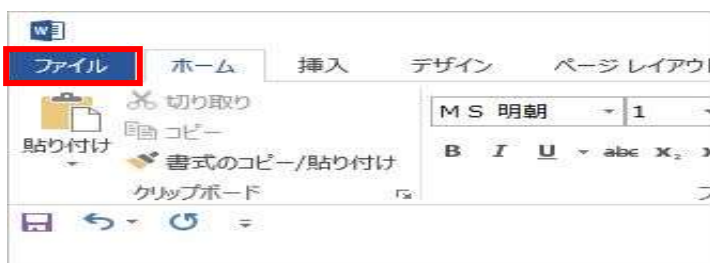 ファイル ホーム 挿入 デザイン ページ レイアウト
切り取り
コピー
貼り付け
書式のコピー/貼り付け
クリップボード
MS 明朝 1
B I U abc X₂